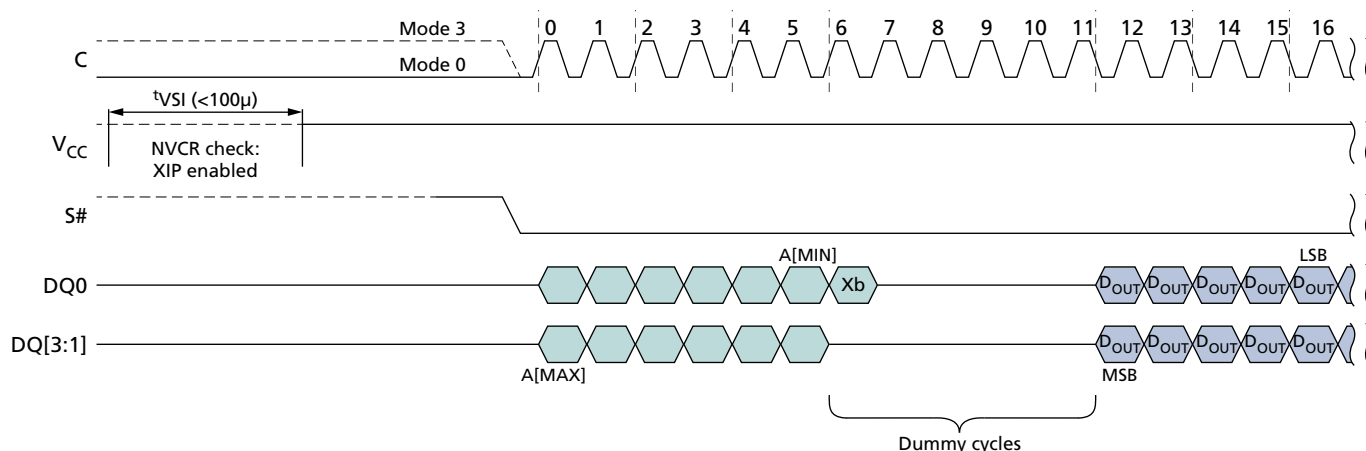 Mode 3
0 1 2 3 4 5 6 7 8 9 10 11 12 13 14 15 16
C
Mode 0
tVSI (<100µ)
VCC
NVCR check:
XIP enabled
S#
A[MIN]
LSB
DQ0
Xb
DOUT DOUT DOUT DOUT DOUT
DQ[3:1]
DOUT DOUT DOUT DOUT DOUT
A[MAX]
MSB
Dummy cycles